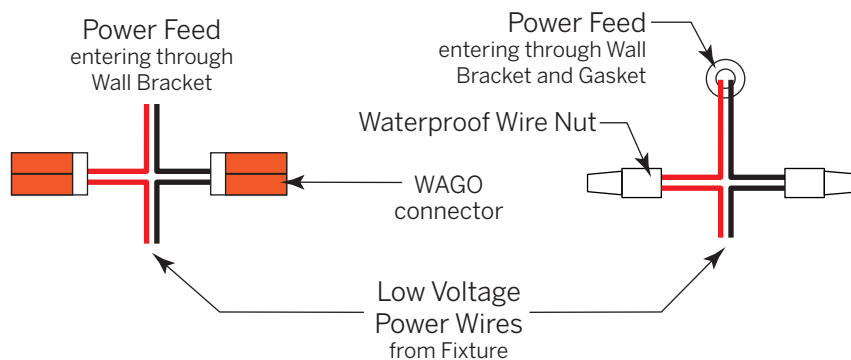 Power Feed
entering through
Wall Bracket
Power Feed
entering through Wall
Bracket and Gasket
Waterproof Wire Nut
WAGO
connector
Low Voltage
Power Wires
from Fixture